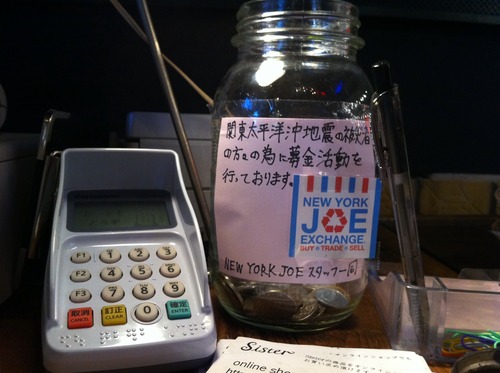 関東太平洋沖地震の被災者
の方々の為に募金活動を
行っております。
NEW YORK
JOE
EXCHANGE.
BUY TRADE SELL
NEW YORK JOE スタッフ一同
F1 1 2 3
F2 4 5 6
F3 7 8 9
取消 CANCEL 訂正 CLEAR 0 確定 ENTER
Sister
online sho